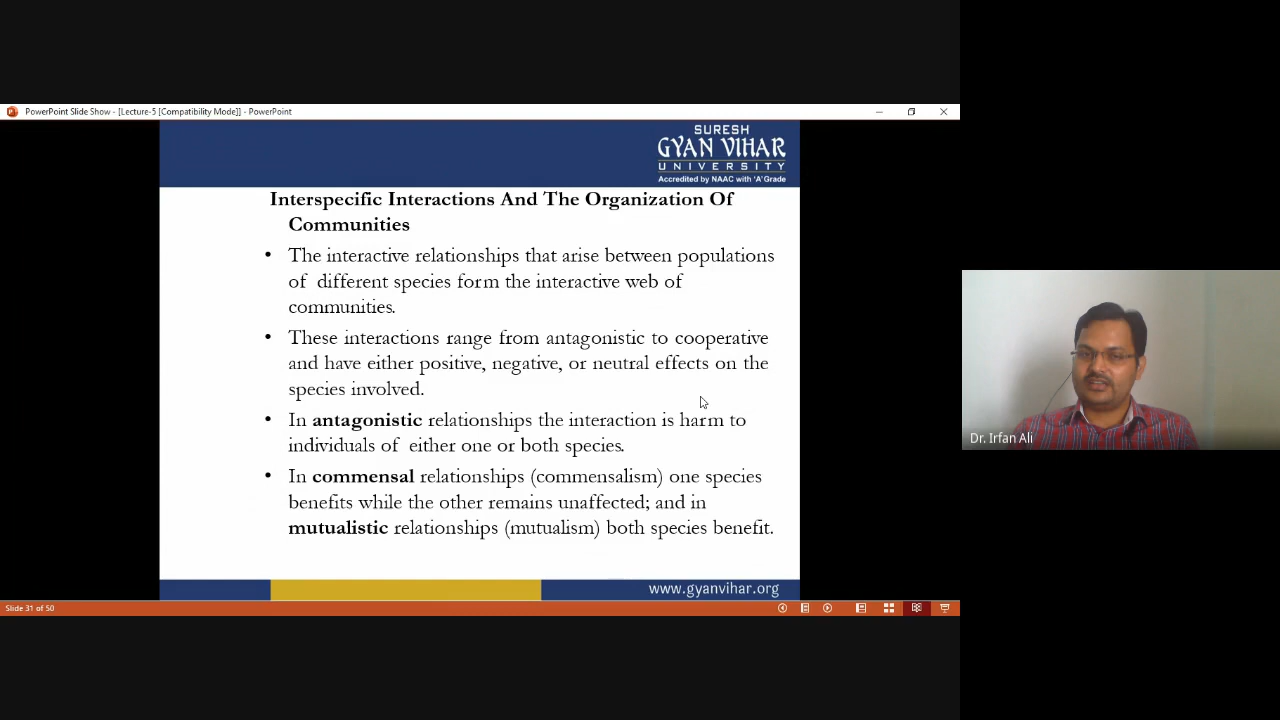 PowerPoint Slide Show - [Lecture-5 [Compatibility Mode]] - PowerPoint
SURESH
GYAN VIHAR
UNIVERSITY
Accredited by NAAC with 'A' Grade
Interspecific Interactions And The Organization Of
Communities
• The interactive relationships that arise between populations
of different species form the interactive web of
communities.
• These interactions range from antagonistic to cooperative
and have either positive, negative, or neutral effects on the
species involved.
• In antagonistic relationships the interaction is harm to
individuals of either one or both species.
• In commensal relationships (commensalism) one species
benefits while the other remains unaffected; and in
mutualistic relationships (mutualism) both species benefit.
www.gyanvihar.org
Slide 31 of 50
Dr. Irfan Ali